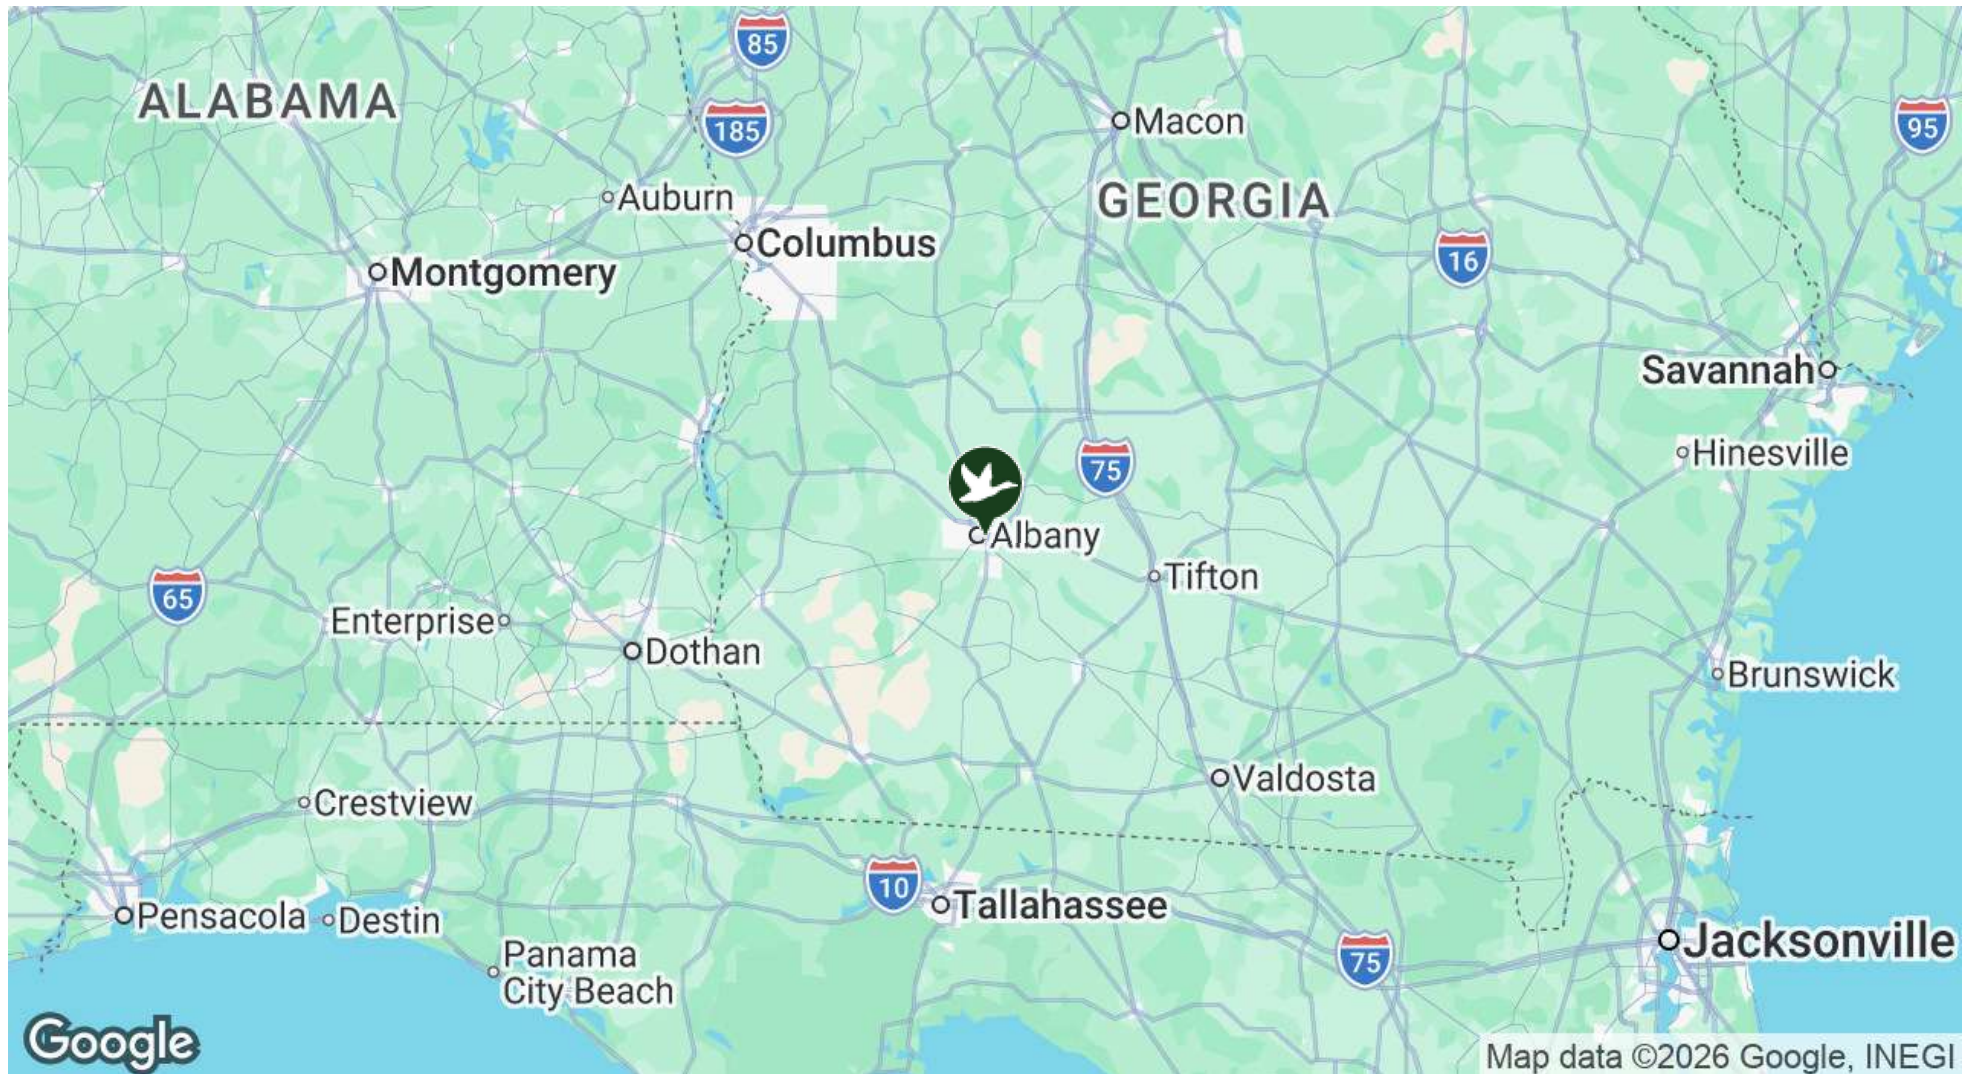 85
ALABAMA
185
Macon
95
Auburn
GEORGIA
Columbus
16
Montgomery
Savannah
75
Hinesville
Albany
65
Tifton
Enterprise
Dothan
Brunswick
Valdosta
Crestview
10
Tallahassee
Pensacola
Destin
Jacksonville
75
Panama
City Beach
Google
Map data ©2026 Google, INEGI